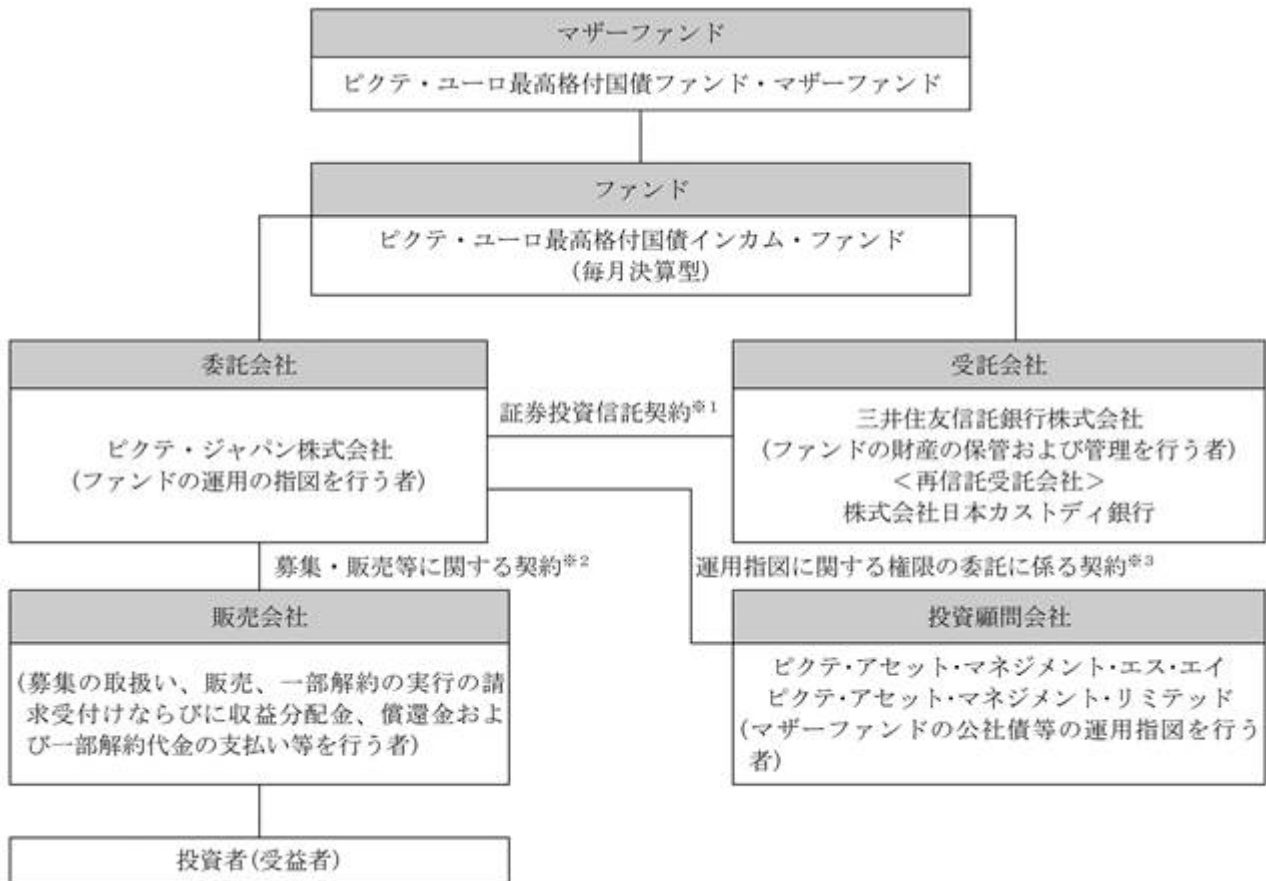 マザーファンド
ピクテ・ユーロ最高格付国債ファンド・マザーファンド
ファンド
ピクテ・ユーロ最高格付国債インカム・ファンド
(毎月決算型)
委託会社
ピクテ・ジャパン株式会社
(ファンドの運用の指図を行う者)
証券投資信託契約※1
受託会社
三井住友信託銀行株式会社
(ファンドの財産の保管および管理を行う者)
<再信託受託会社>
株式会社日本カストディ銀行
募集・販売等に関する契約※2
運用指図に関する権限の委託に係る契約※3
販売会社
(募集の取扱い、販売、一部解約の実行の請
求受付けならびに収益分配金、償還金およ
び一部解約代金の支払い等を行う者)
投資顧問会社
ピクテ・アセット・マネジメント・エス・エイ
ピクテ・アセット・マネジメント・リミテッド
(マザーファンドの公社債等の運用指図を行う
者)
投資者(受益者)